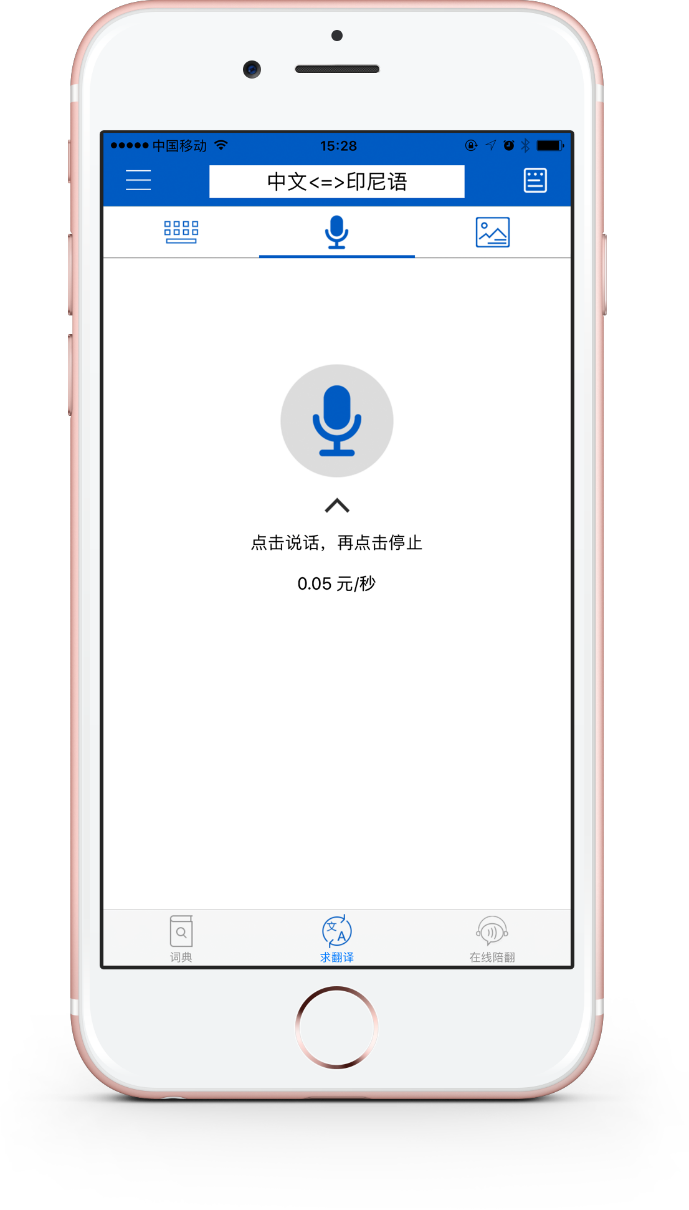 中国移动 15:28
中文<=>印尼语
点击说话，再点击停止
0.05 元/秒
文 A
词典 求翻译 在线陪翻